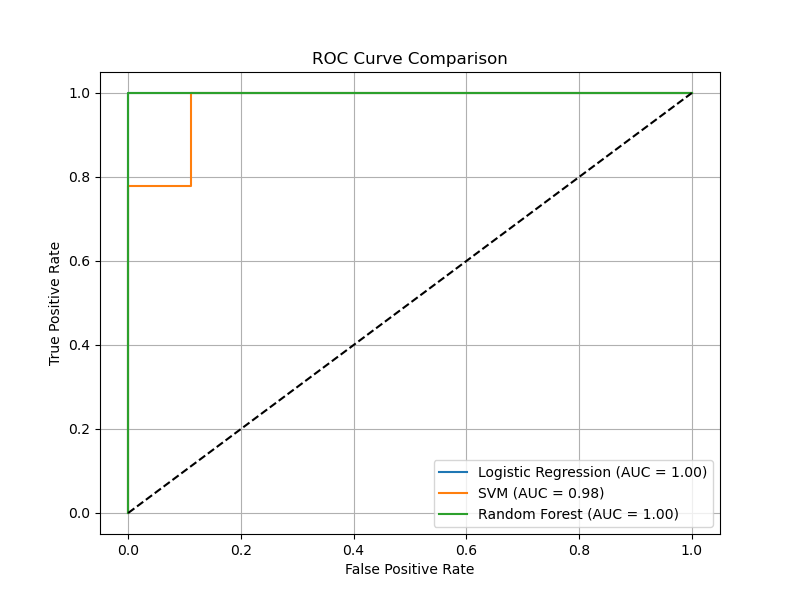 ROC Curve Comparison
1.0
0.8
0.6
0.4
0.2
0.0
True Positive Rate
Logistic Regression (AUC = 1.00)
SVM (AUC = 0.98)
Random Forest (AUC = 1.00)
0.0 0.2 0.4 0.6 0.8 1.0
False Positive Rate